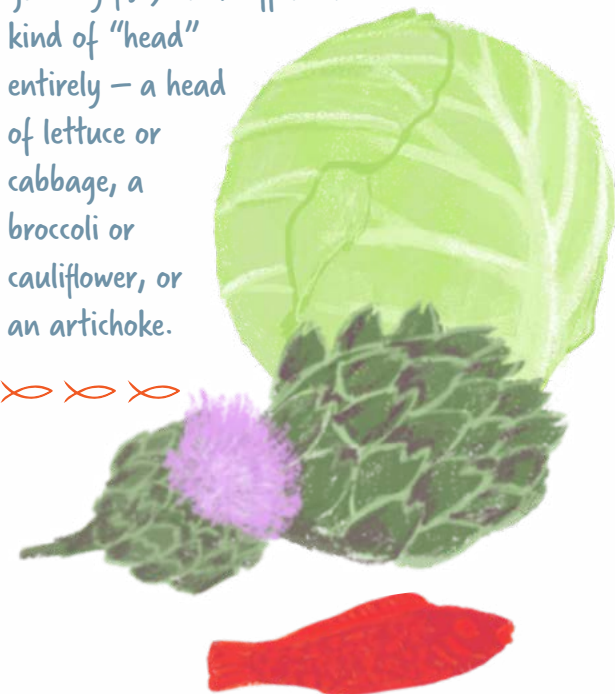 kind of “head”
entirely – a head
of lettuce or
cabbage, a
broccoli or
cauliflower, or
an artichoke.